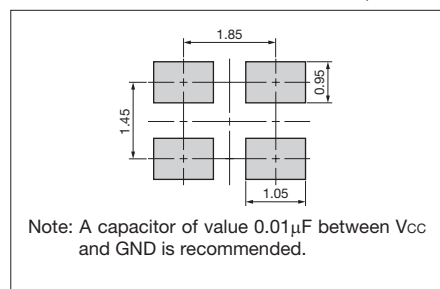 1.85
0.95
1.45
1.05
Note: A capacitor of value 0.01μF between Vcc
and GND is recommended.